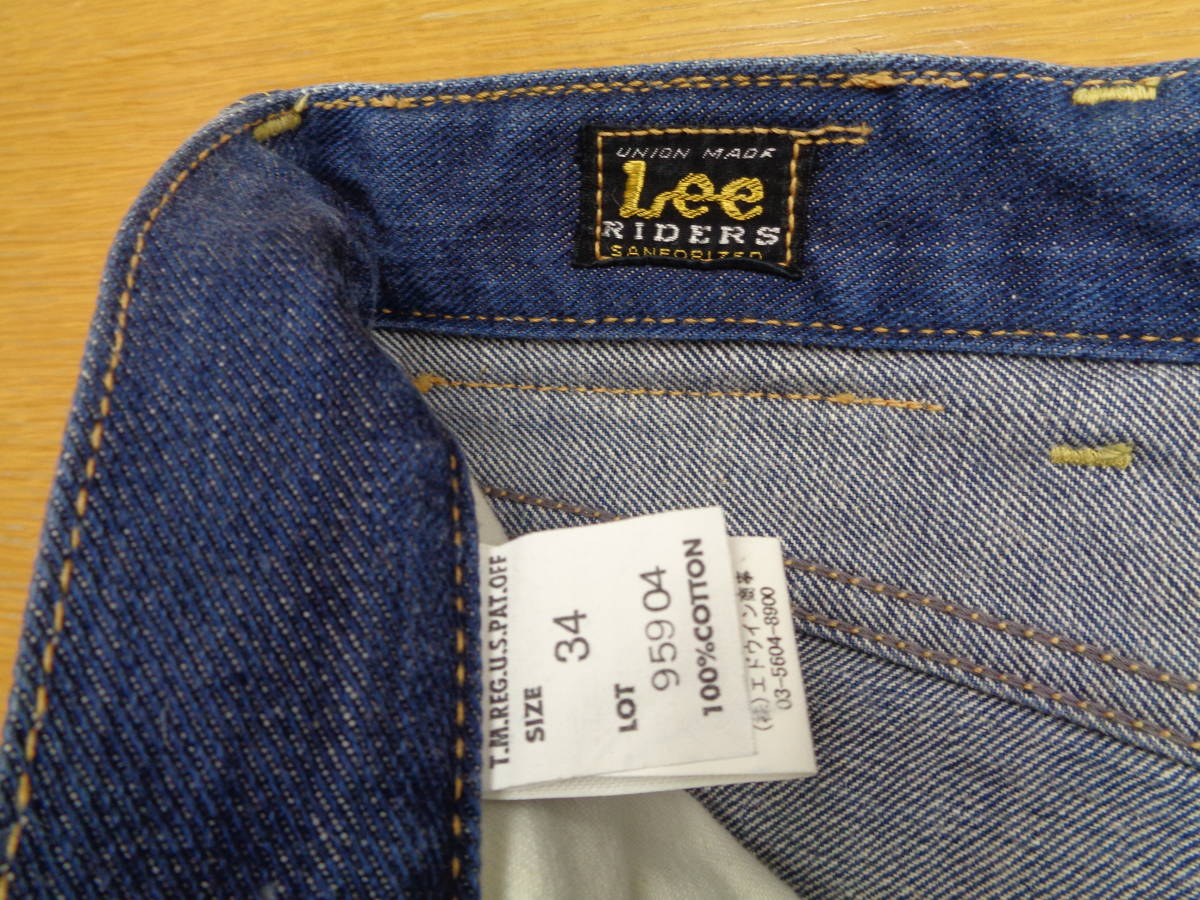 UNION MADE
Lee
RIDERS
SANFORIZED
T.M.REG.U.S.PAT.OFF
SIZE 34
LOT 95904
100%COTTON
(株)エドウイン商事
03-5604-8900